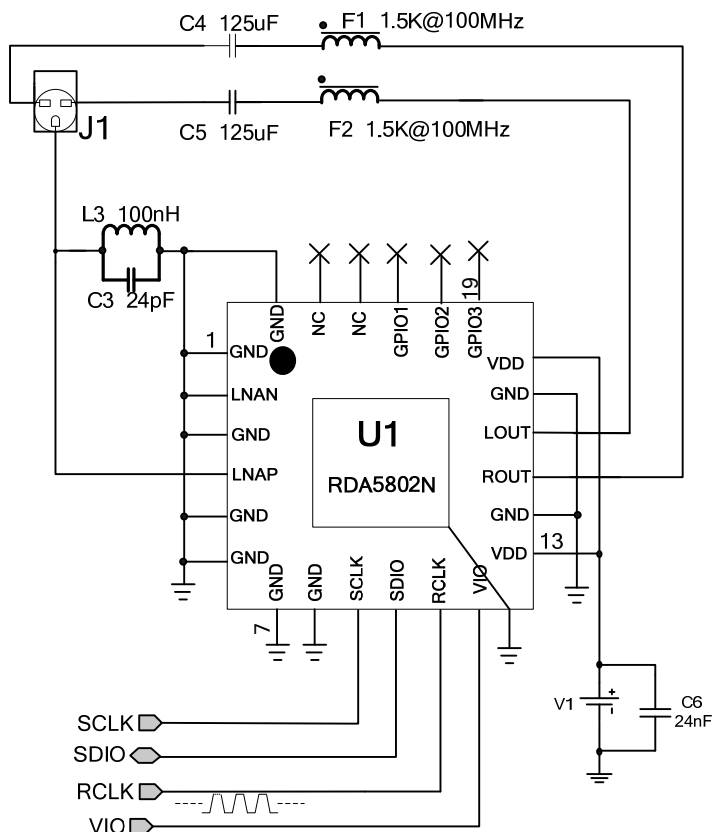 C4 125uF
F1 1.5K@100MHz
J1
C5 125uF
F2 1.5K@100MHz
L3 100nH
C3 24pF
GND
NC
NC
GPIO1
GPIO2
GPIO3
19
1
GND
LNAN
GND
LNAP
GND
GND
U1
RDA5802N
VDD
GND
LOUT
ROUT
GND
VDD
13
GND
GND
SCLK
SDIO
RCLK
VIO
7
V1
+
-
C6
24nF
SCLK
SDIO
RCLK
VIO